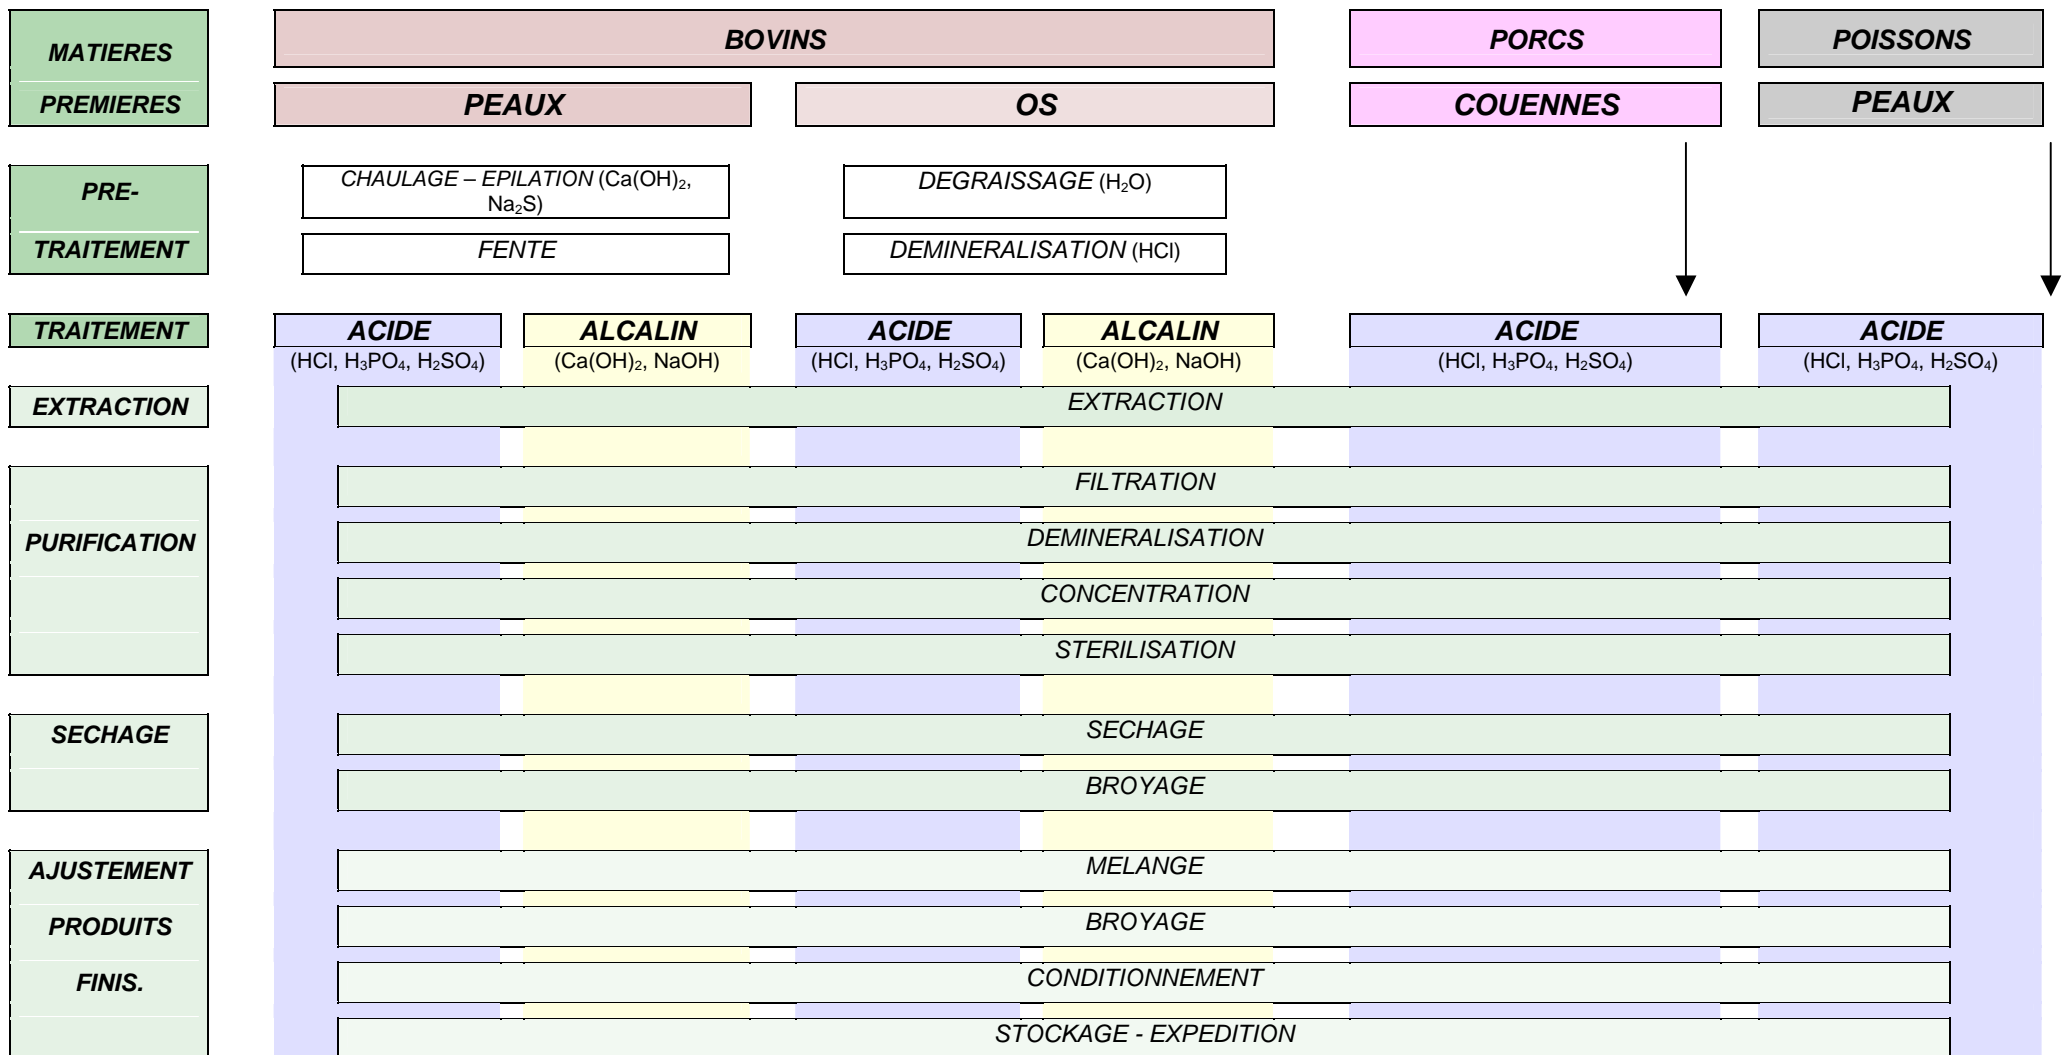 MATIERES
PREMIERES
BOVINS
PORCS
POISSONS
PEAUX
OS
COUENNES
PEAUX
PRE-
TRAITEMENT
CHAULAGE – EPILATION (Ca(OH)₂,
Na₂S)
DEGRAISSAGE (H₂O)
FENTE
DEMINERALISATION (HCl)
TRAITEMENT
ACIDE
ALCALIN
ACIDE
ALCALIN
ACIDE
ACIDE
(HCl, H₃PO₄, H₂SO₄)
(Ca(OH)₂, NaOH)
(HCl, H₃PO₄, H₂SO₄)
(Ca(OH)₂, NaOH)
(HCl, H₃PO₄, H₂SO₄)
(HCl, H₃PO₄, H₂SO₄)
EXTRACTION
EXTRACTION
PURIFICATION
FILTRATION
DEMINERALISATION
CONCENTRATION
STERILISATION
SECHAGE
SECHAGE
BROYAGE
AJUSTEMENT
PRODUITS
FINIS.
MELANGE
BROYAGE
CONDITIONNEMENT
STOCKAGE - EXPEDITION